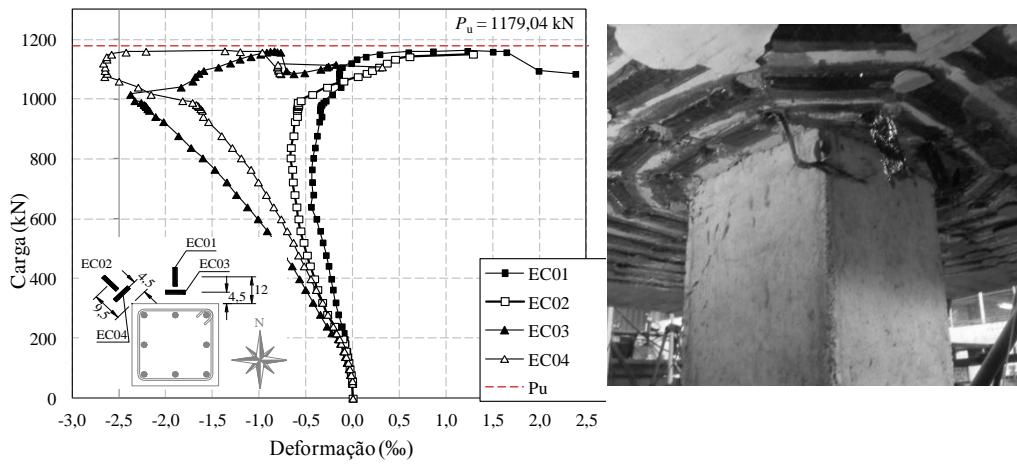 P_u = 1179,04 kN
1200
1000
800
600
400
200
0
Carga (kN)
-3,0 -2,5 -2,0 -1,5 -1,0 -0,5 0,0 0,5 1,0 1,5 2,0 2,5
Deformação (‰)
EC01
EC02
EC03
4,5
12
4,5
9,5
EC04
N
EC01
EC02
EC03
EC04
Pu